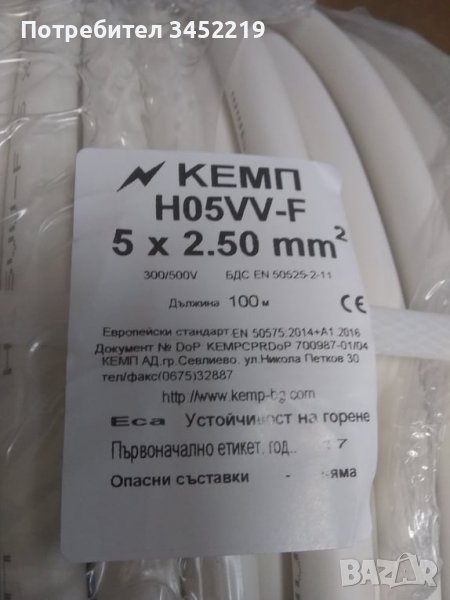 Потребител 3452219
КЕМП
H05VV-F
5 x 2.50 mm²
300/500V БДС EN 50525-2-11
Дължина 100 м CE
Европейски стандарт EN 50575:2014+A1:2016
Документ № DoP KEMPCPRDoP 700987-01/04
КЕМП АД.гр.Севлиево. ул.Никола Петков 30
тел/факс(0675)32887
http://www.kemp-bg.com
Eca Устойчивост на горене
Първоначално етикет. год..
Опасни съставки -
BAZAR